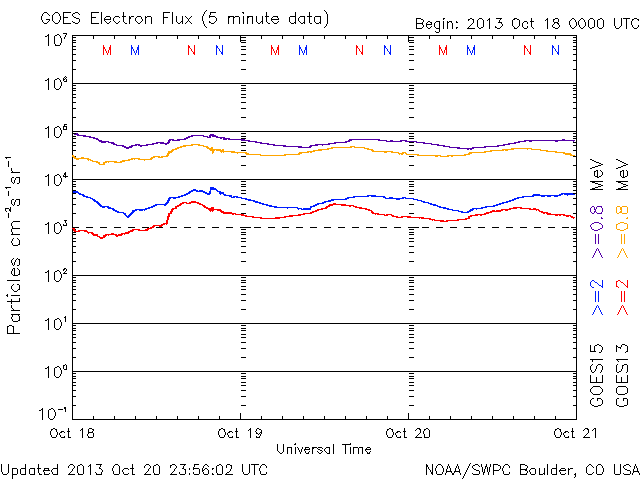 GOES Electron Flux (5 minute data)
Begin: 2013 Oct 18 0000 UTC
10⁷
M M N N M M N N M M N N
10⁶
10⁵
10⁴
10³
10²
10¹
10⁰
10⁻¹
Particles cm⁻²s⁻¹sr⁻¹
Oct 18 Oct 19 Oct 20 Oct 21
Universal Time
GOES15 >=2 >=0.8 MeV
GOES13 >=2 >=0.8 MeV
Updated 2013 Oct 20 23:56:02 UTC
NOAA/SWPC Boulder, CO USA